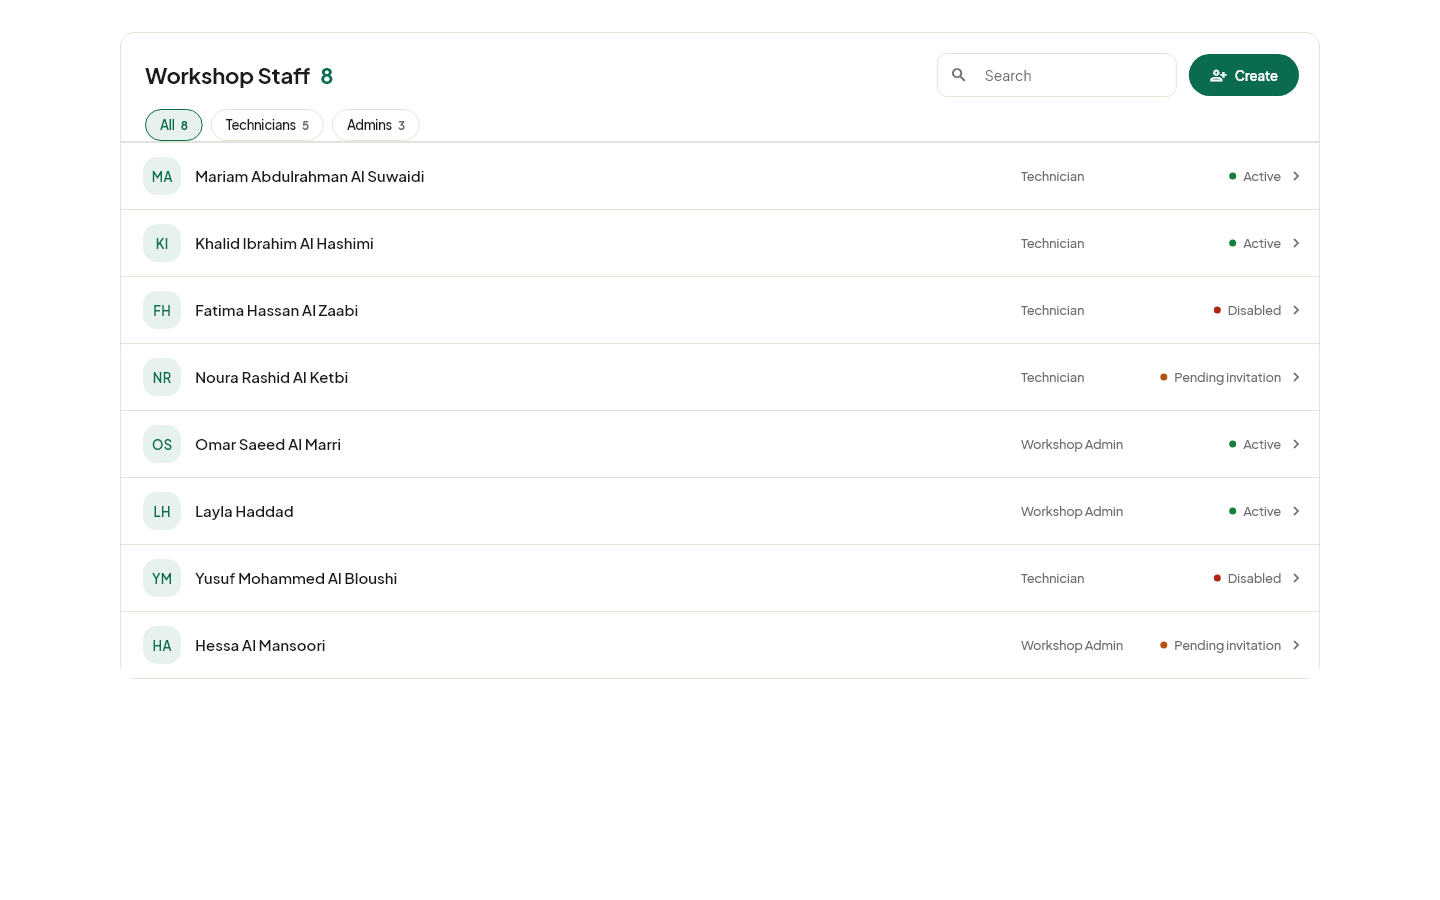 Workshop Staff 8
Search
Create
All 8
Technicians 5
Admins 3
MA Mariam Abdulrahman Al Suwaidi Technician Active
KI Khalid Ibrahim Al Hashimi Technician Active
FH Fatima Hassan Al Zaabi Technician Disabled
NR Noura Rashid Al Ketbi Technician Pending invitation
OS Omar Saeed Al Marri Workshop Admin Active
LH Layla Haddad Workshop Admin Active
YM Yusuf Mohammed Al Bloushi Technician Disabled
HA Hessa Al Mansoori Workshop Admin Pending invitation